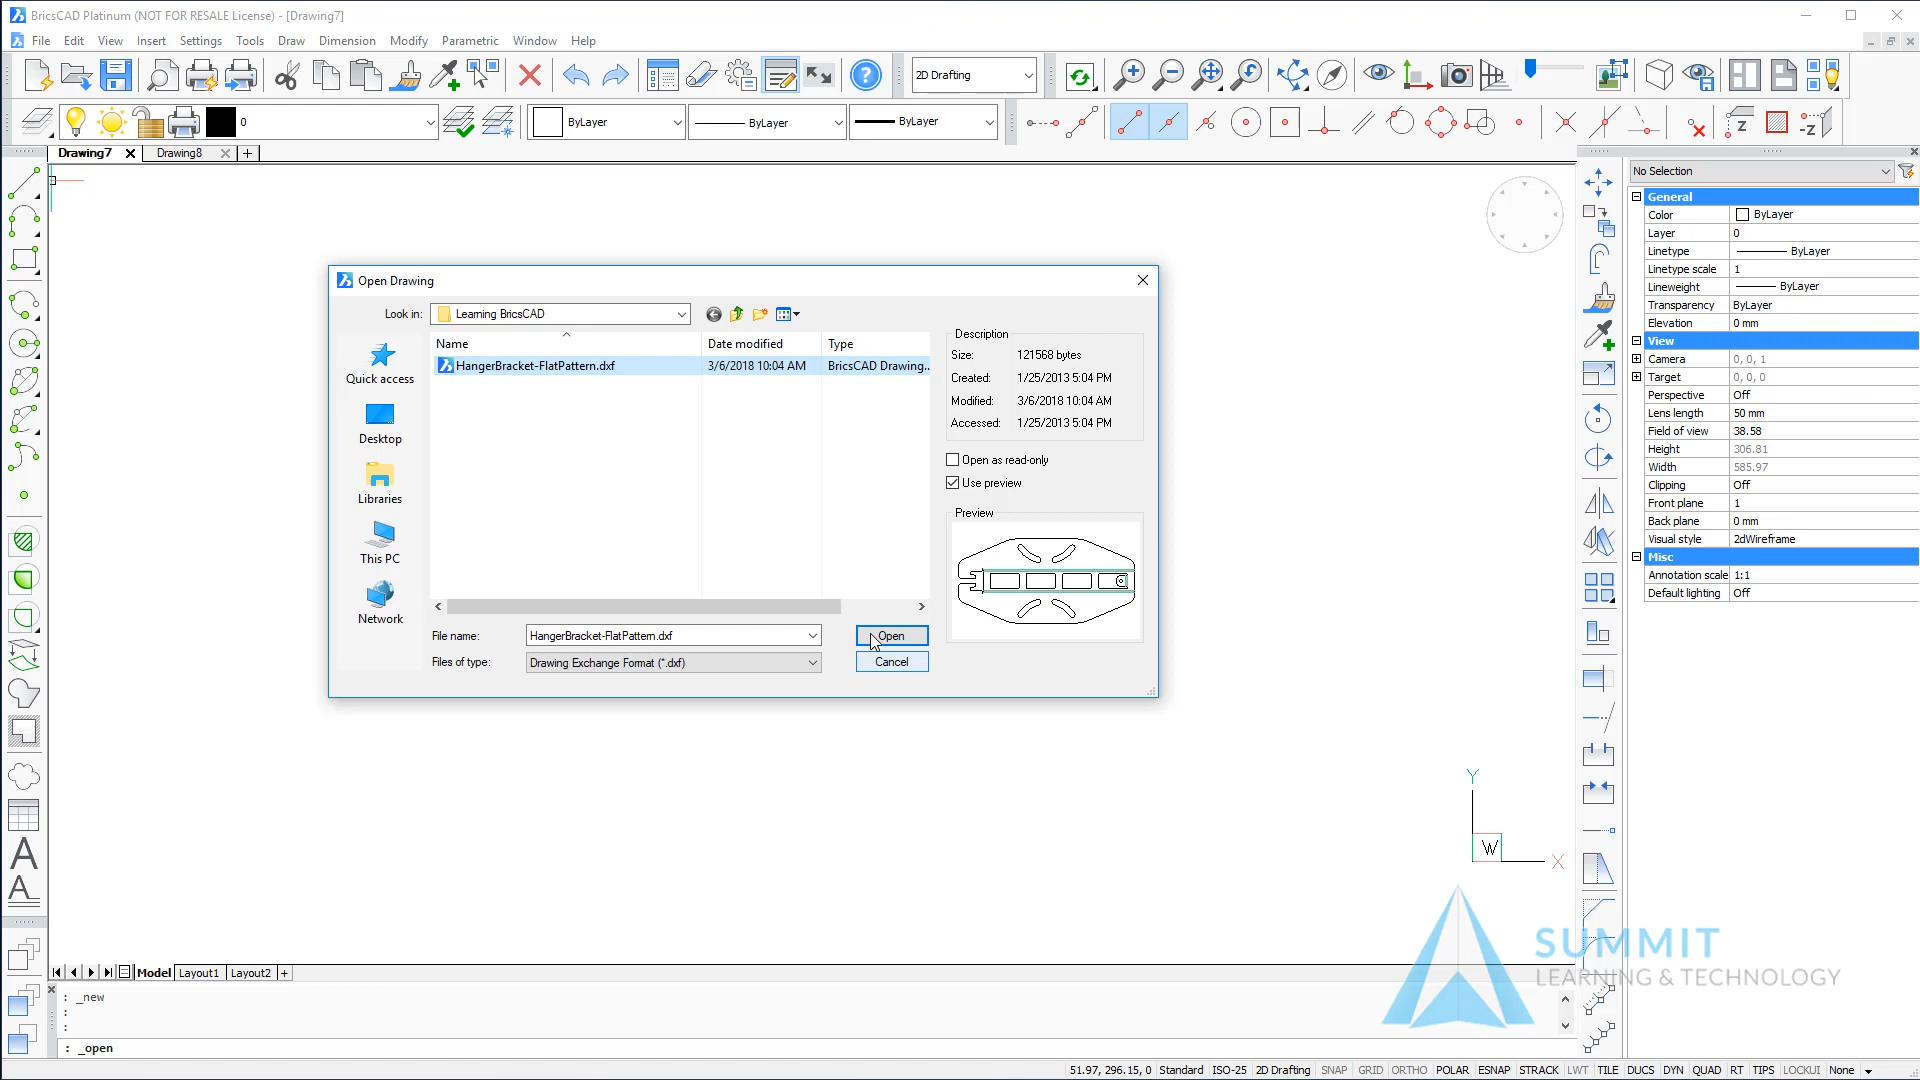 BricsCAD Platinum (NOT FOR RESALE License) - [Drawing7]
File Edit View Insert Settings Tools Draw Dimension Modify Parametric Window Help
2D Drafting
0 ByLayer ByLayer ByLayer
Z
-Z
Drawing7 Drawing8 +
No Selection
General
Color ByLayer
Layer 0
Linetype ByLayer
Linetype scale 1
Lineweight ByLayer
Transparency ByLayer
Elevation 0 mm
View
Camera 0, 0, 1
Target 0, 0, 0
Perspective Off
Lens length 50 mm
Field of view 38.58
Height 306.81
Width 585.97
Clipping Off
Front plane 1
Back plane 0 mm
Visual style 2dWireframe
Misc
Annotation scale 1:1
Default lighting Off
Open Drawing
Look in: Learning BricsCAD
Name Date modified Type
HangerBracket-FlatPattern.dxf 3/6/2018 10:04 AM BricsCAD Drawing...
Quick access
Desktop
Libraries
This PC
Network
Description
Size: 121568 bytes
Created: 1/25/2013 5:04 PM
Modified: 3/6/2018 10:04 AM
Accessed: 1/25/2013 5:04 PM
Open as read-only
Use preview
Preview
File name: HangerBracket-FlatPattern.dxf
Open
Files of type: Drawing Exchange Format (*.dxf)
Cancel
A
A
Y
W
X
SUMMIT
LEARNING & TECHNOLOGY
Model Layout1 Layout2 +
: _new
:
:
: _open
51.97, 296.15, 0 Standard ISO-25 2D Drafting SNAP GRID ORTHO POLAR ESNAP STRACK LWT TILE DUCS DYN QUAD RT TIPS LOCKUI None